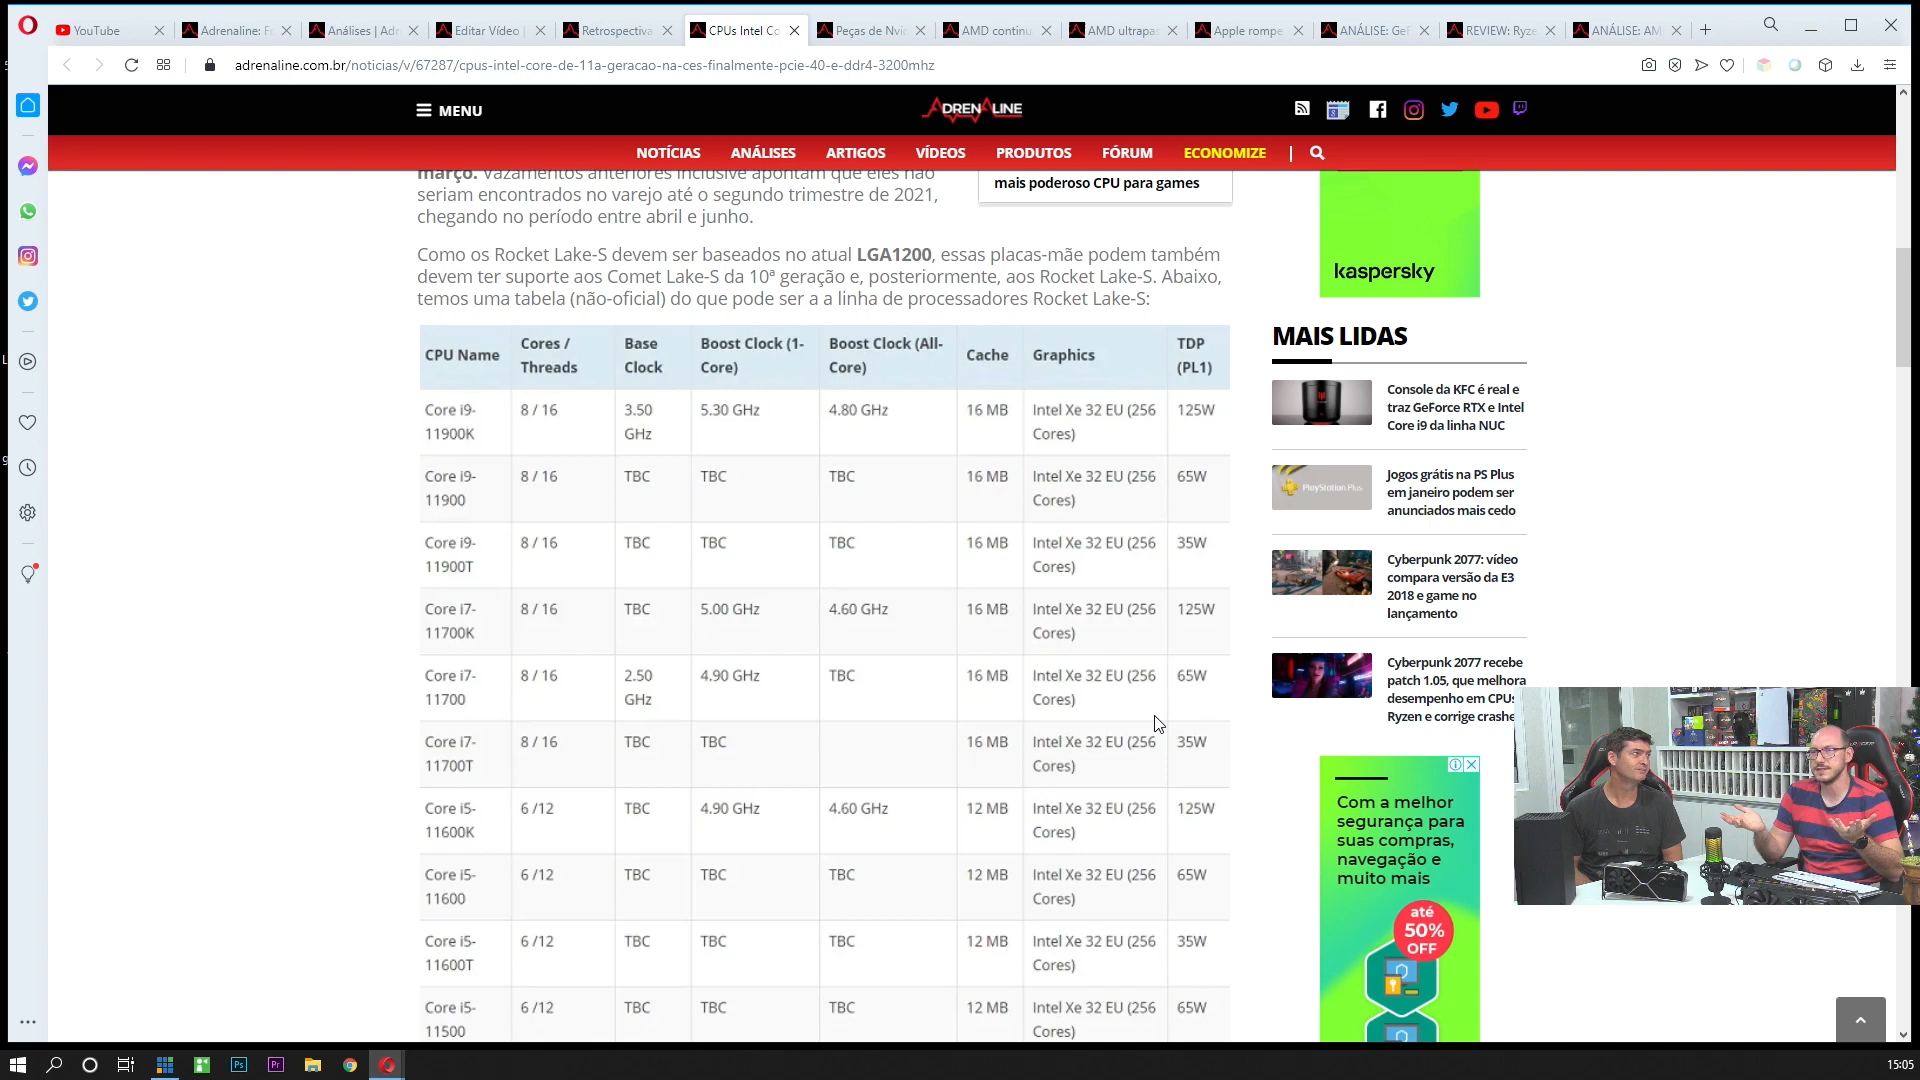 YouTube
Adrenaline: F
Análises | Adr
Editar Vídeo |
Retrospectiva
CPUs Intel Co
Peças de Nvi
AMD continu
AMD ultrapas
Apple rompe
ANÁLISE: GeF
REVIEW: Ryze
ANÁLISE: AM
adrenaline.com.br/noticias/v/67287/cpus-intel-core-de-11a-geracao-na-ces-finalmente-pcie-40-e-ddr4-3200mhz
MENU
ADRENALINE
NOTÍCIAS ANÁLISES ARTIGOS VÍDEOS PRODUTOS FÓRUM ECONOMIZE |
março. Vazamentos anteriores inclusive apontam que eles não
seriam encontrados no varejo até o segundo trimestre de 2021,
chegando no período entre abril e junho.
mais poderoso CPU para games
Como os Rocket Lake-S devem ser baseados no atual LGA1200, essas placas-mãe podem também
devem ter suporte aos Comet Lake-S da 10ª geração e, posteriormente, aos Rocket Lake-S. Abaixo,
temos uma tabela (não-oficial) do que pode ser a a linha de processadores Rocket Lake-S:
CPU Name Cores / Threads Base Clock Boost Clock (1-Core) Boost Clock (All-Core) Cache Graphics TDP (PL1)
Core i9-11900K 8 / 16 3.50 GHz 5.30 GHz 4.80 GHz 16 MB Intel Xe 32 EU (256 Cores) 125W
Core i9-11900 8 / 16 TBC TBC TBC 16 MB Intel Xe 32 EU (256 Cores) 65W
Core i9-11900T 8 / 16 TBC TBC TBC 16 MB Intel Xe 32 EU (256 Cores) 35W
Core i7-11700K 8 / 16 TBC 5.00 GHz 4.60 GHz 16 MB Intel Xe 32 EU (256 Cores) 125W
Core i7-11700 8 / 16 2.50 GHz 4.90 GHz TBC 16 MB Intel Xe 32 EU (256 Cores) 65W
Core i7-11700T 8 / 16 TBC TBC 16 MB Intel Xe 32 EU (256 Cores) 35W
Core i5-11600K 6 /12 TBC 4.90 GHz 4.60 GHz 12 MB Intel Xe 32 EU (256 Cores) 125W
Core i5-11600 6 /12 TBC TBC TBC 12 MB Intel Xe 32 EU (256 Cores) 65W
Core i5-11600T 6 /12 TBC TBC TBC 12 MB Intel Xe 32 EU (256 Cores) 35W
Core i5-11500 6 /12 TBC TBC TBC 12 MB Intel Xe 32 EU (256 Cores) 65W
kaspersky
MAIS LIDAS
Console da KFC é real e
traz GeForce RTX e Intel
Core i9 da linha NUC
PlayStation Plus
Jogos grátis na PS Plus
em janeiro podem ser
anunciados mais cedo
Cyberpunk 2077: vídeo
compara versão da E3
2018 e game no
lançamento
Cyberpunk 2077 recebe
patch 1.05, que melhora
desempenho em CPUs
Ryzen e corrige crashe
Com a melhor
segurança para
suas compras,
navegação e
muito mais
até
50%
OFF
Ps
Pr
15:05